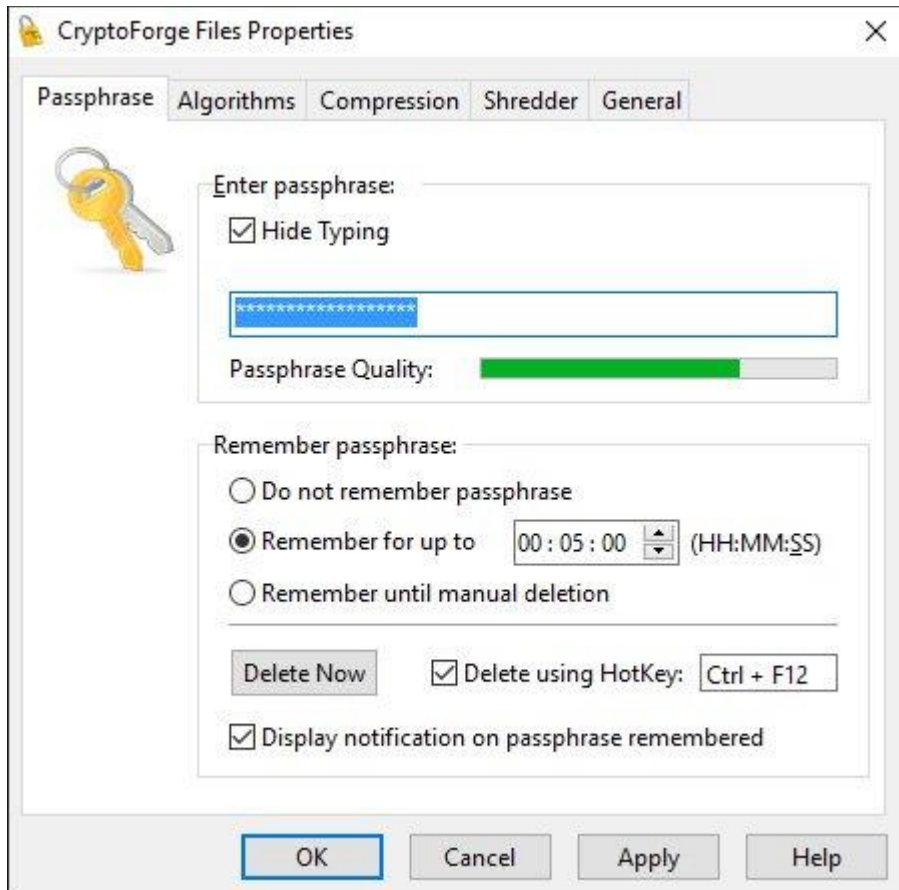 CryptoForge Files Properties
Passphrase Algorithms Compression Shredder General
Enter passphrase:
Hide Typing
******************
Passphrase Quality:
Remember passphrase:
Do not remember passphrase
Remember for up to 00 : 05 : 00 (HH:MM:SS)
Remember until manual deletion
Delete Now Delete using HotKey: Ctrl + F12
Display notification on passphrase remembered
OK Cancel Apply Help